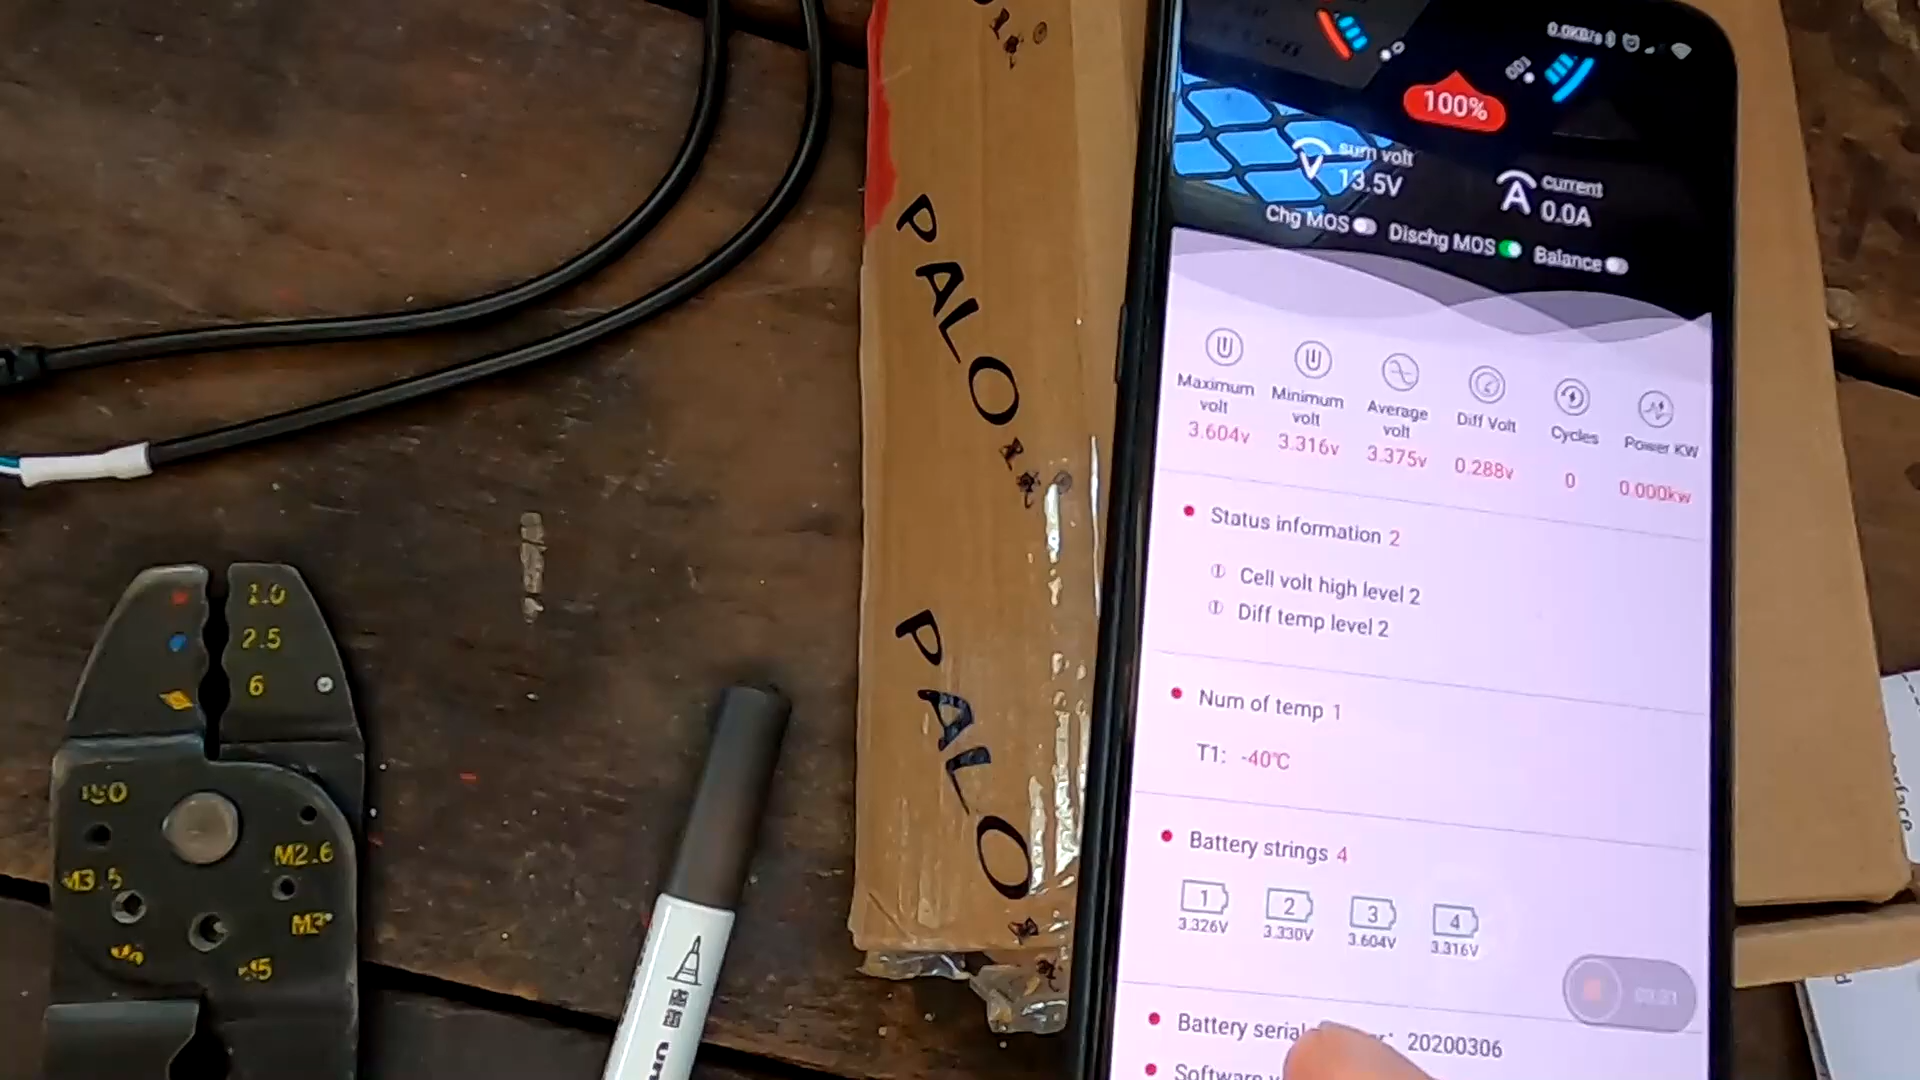 0.0KB/s
100
100%
sum volt
13.5V
current
0.0A
Chg MOS
Dischg MOS
Balance
Maximum volt
3.604v
Minimum volt
3.316v
Average volt
3.375v
Diff Volt
0.288v
Cycles
0
Power KW
0.000kw
Status information 2
Cell volt high level 2
Diff temp level 2
Num of temp 1
T1: -40℃
Battery strings 4
1
3.326V
2
3.330V
3
3.604V
4
3.316V
Battery serial
20200306
Software
PALO
PALO
1.0
2.5
6
M2.6
M3.5